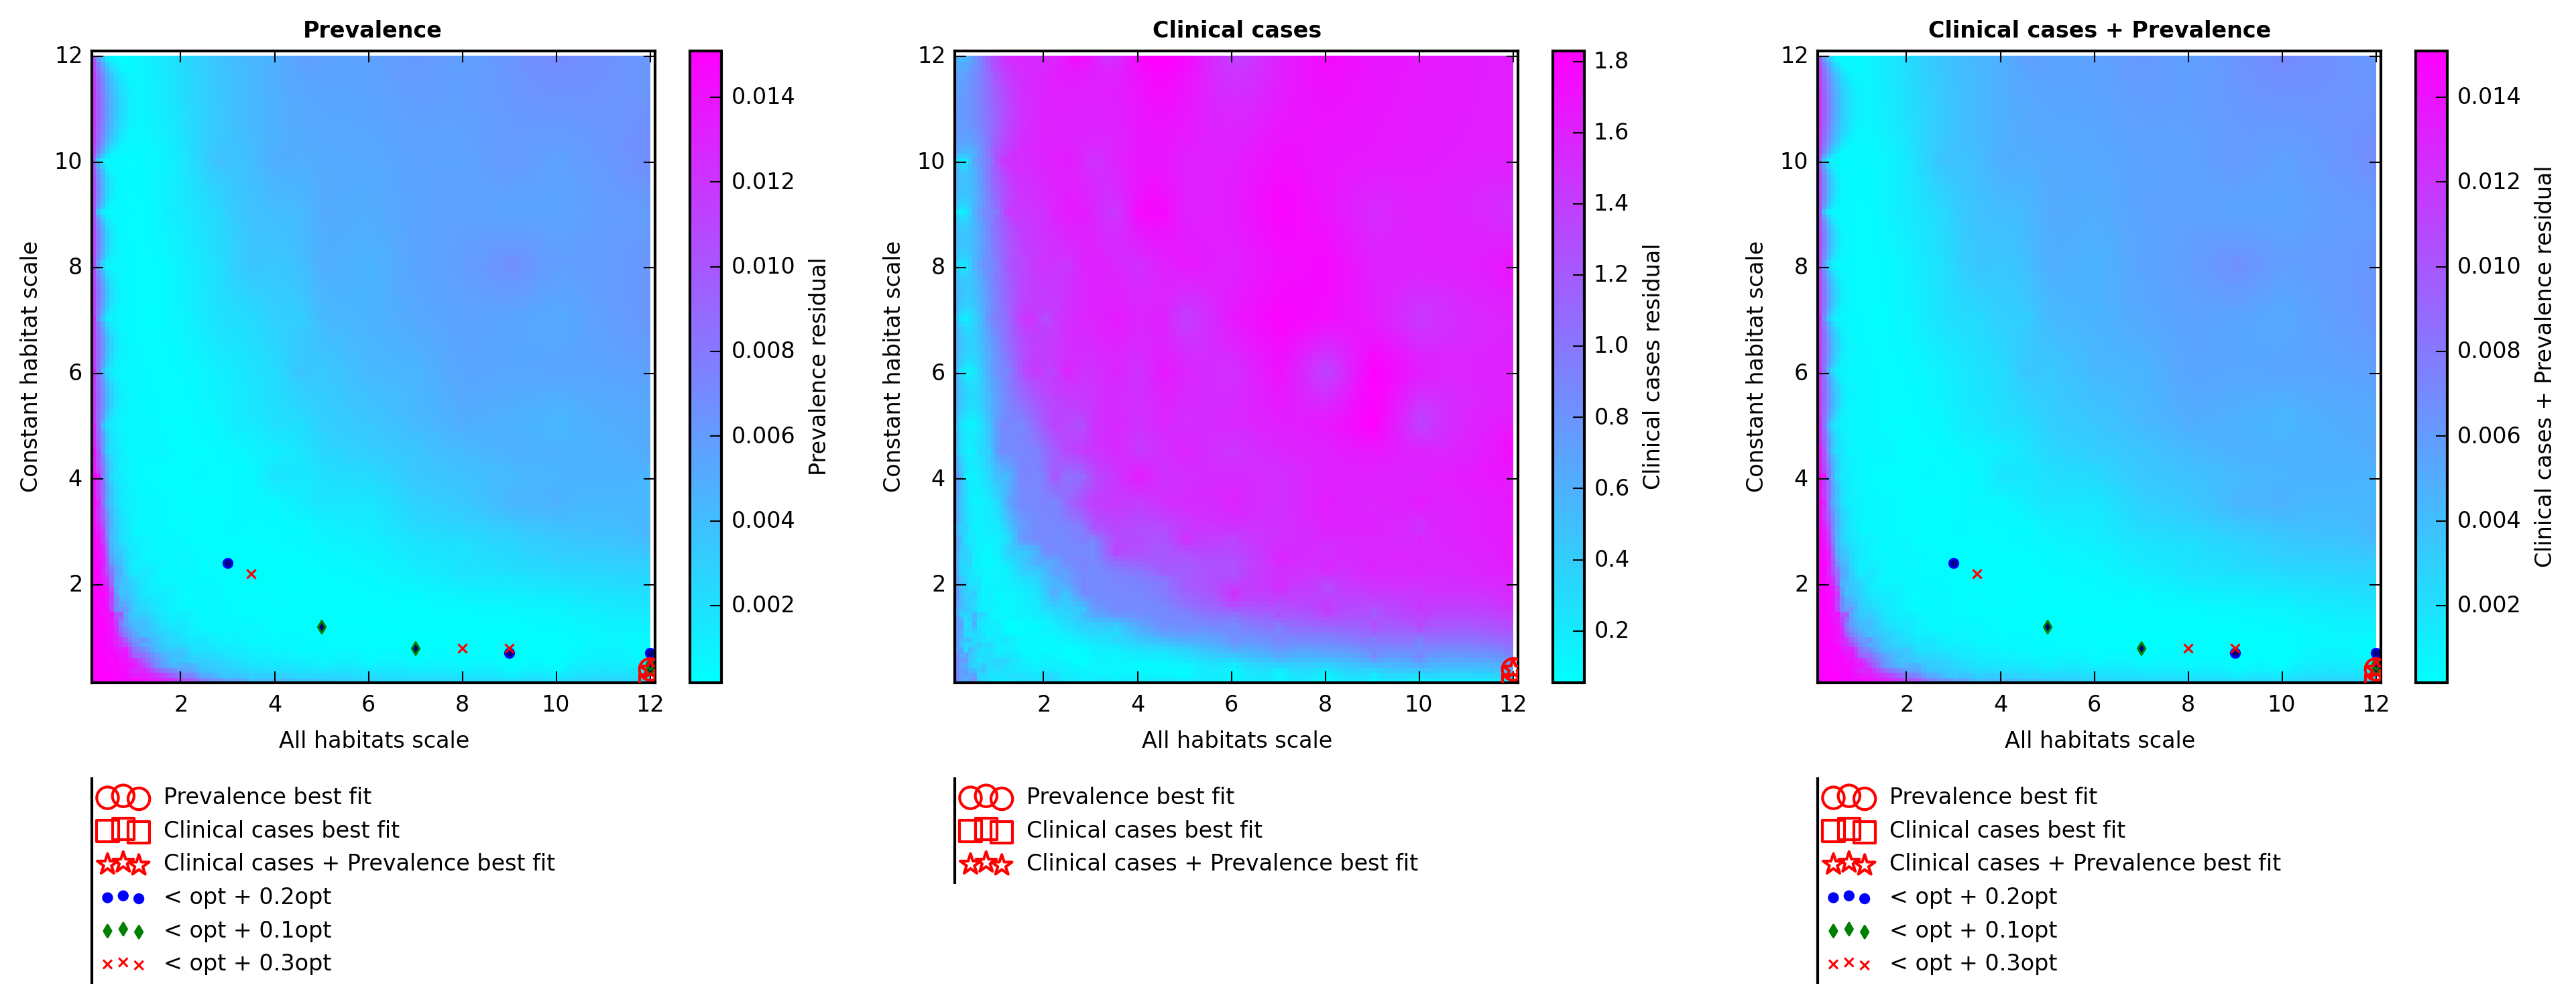 Prevalence
12
10
8
6
4
2
Constant habitat scale
2
4
6
8
10
12
All habitats scale
0.014
0.012
0.010
0.008
0.006
0.004
0.002
Prevalence residual
Prevalence best fit
Clinical cases best fit
Clinical cases + Prevalence best fit
< opt + 0.2opt
< opt + 0.1opt
< opt + 0.3opt
Clinical cases
12
10
8
6
4
2
Constant habitat scale
2
4
6
8
10
12
All habitats scale
1.8
1.6
1.4
1.2
1.0
0.8
0.6
0.4
0.2
Clinical cases residual
Prevalence best fit
Clinical cases best fit
Clinical cases + Prevalence best fit
Clinical cases + Prevalence
12
10
8
6
4
2
Constant habitat scale
2
4
6
8
10
12
All habitats scale
0.014
0.012
0.010
0.008
0.006
0.004
0.002
Clinical cases + Prevalence residual
Prevalence best fit
Clinical cases best fit
Clinical cases + Prevalence best fit
< opt + 0.2opt
< opt + 0.1opt
< opt + 0.3opt